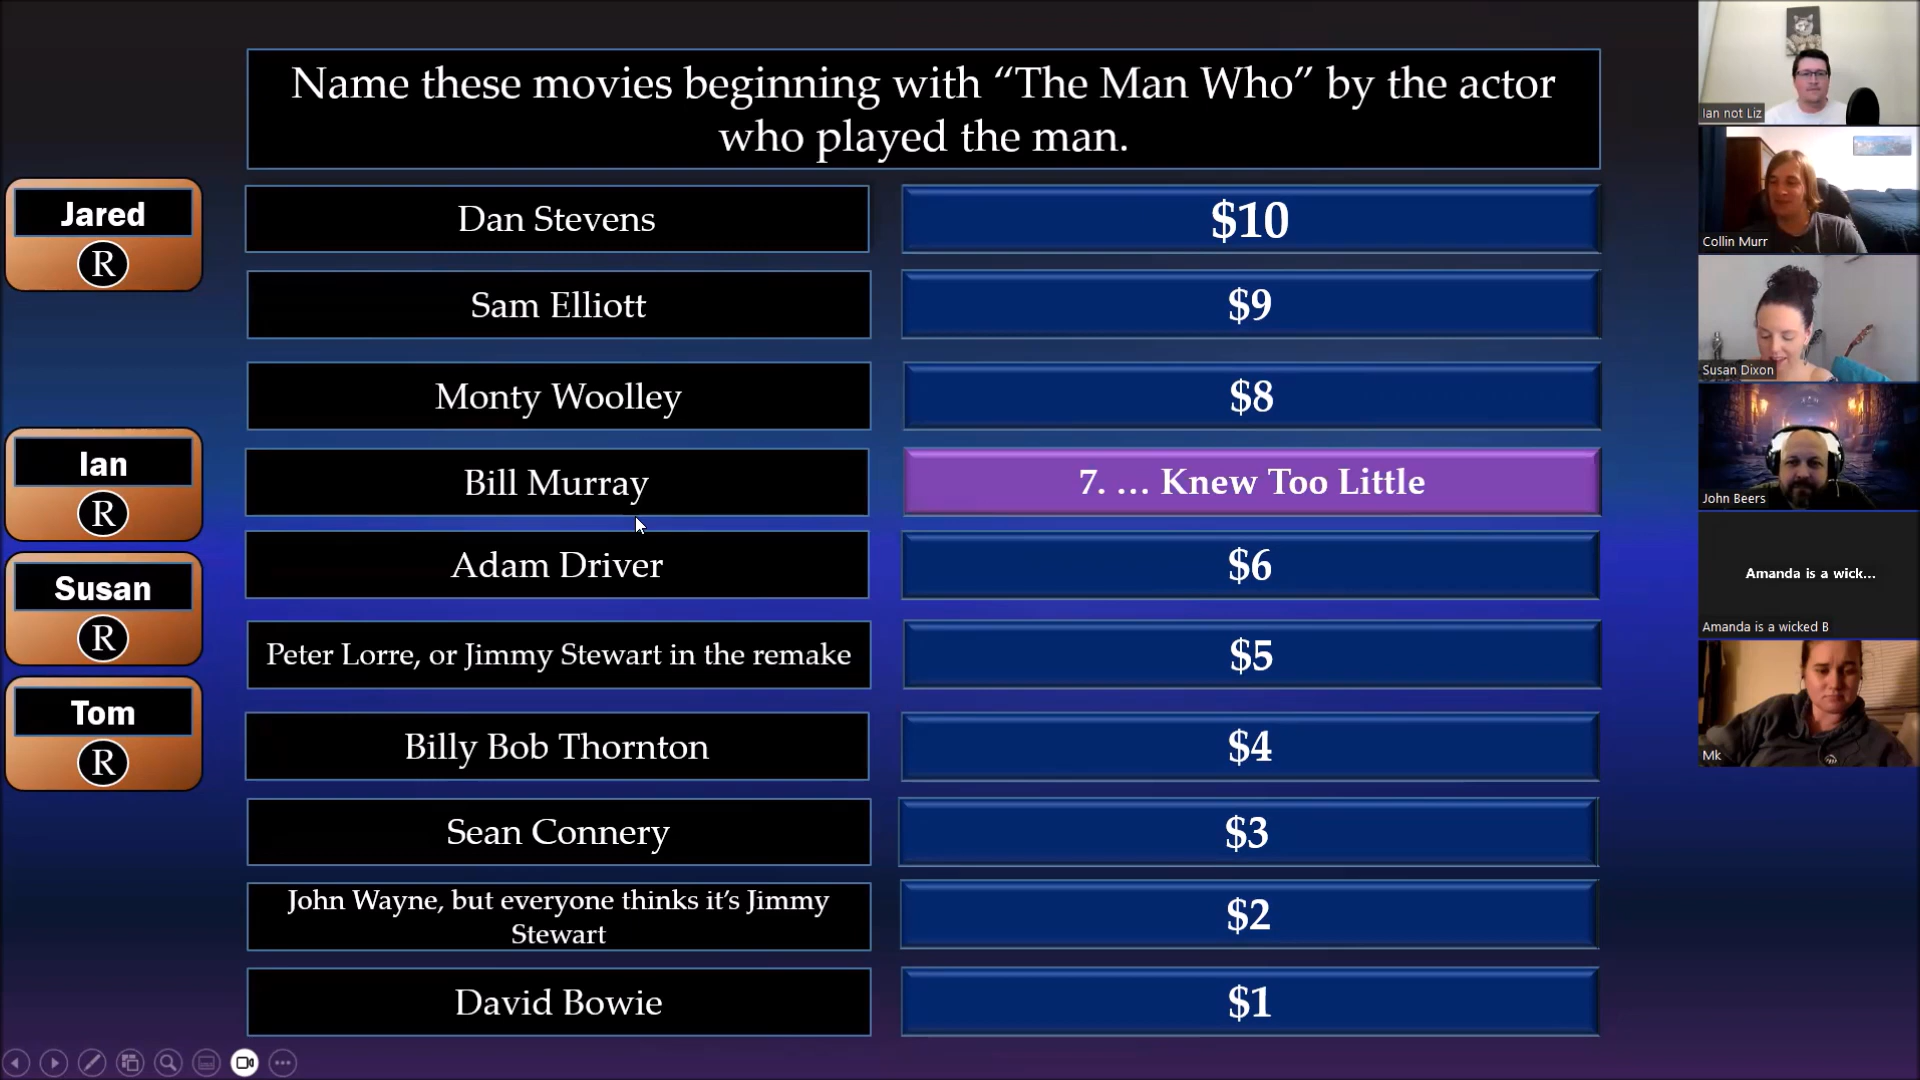 Name these movies beginning with “The Man Who” by the actor
who played the man.
Jared
R
Dan Stevens
$10
Sam Elliott
$9
Monty Woolley
$8
Ian
R
Bill Murray
7. … Knew Too Little
Adam Driver
$6
Susan
R
Peter Lorre, or Jimmy Stewart in the remake
$5
Tom
R
Billy Bob Thornton
$4
Sean Connery
$3
John Wayne, but everyone thinks it’s Jimmy
Stewart
$2
David Bowie
$1
Ian not Liz
Collin Murr
Susan Dixon
John Beers
Amanda is a wick...
Amanda is a wicked B
Mk